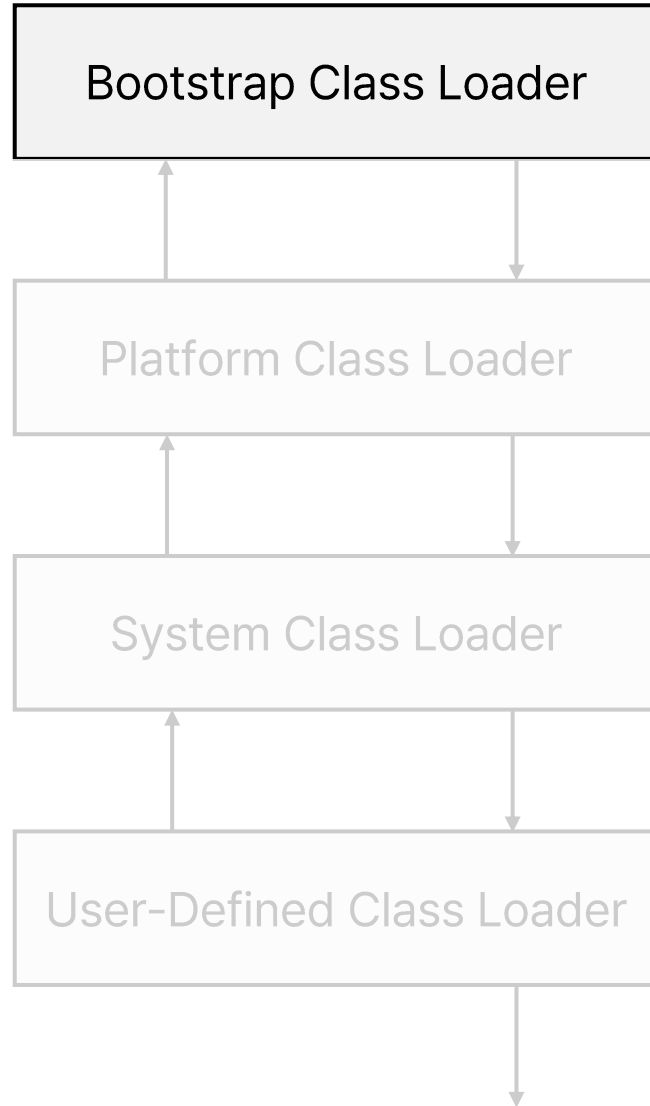 Bootstrap Class Loader
Platform Class Loader
System Class Loader
User-Defined Class Loader